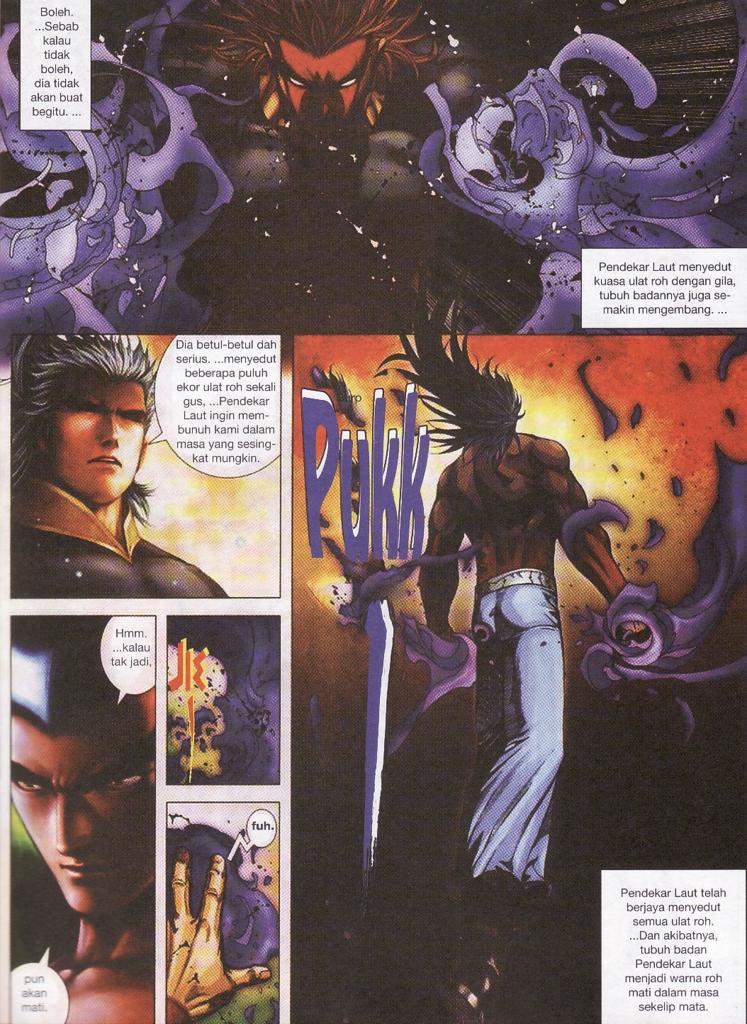 Boleh.
...Sebab
kalau
tidak
boleh,
dia tidak
akan buat
begitu. ...
Pendekar Laut menyedut
kuasa ulat roh dengan gila,
tubuh badannya juga se-
makin mengembang. ...
Dia betul-betul dah
serius. ...menyedut
beberapa puluh
ekor ulat roh sekali
gus, ...Pendekar
Laut ingin mem-
bunuh kami dalam
masa yang sesing-
kat mungkin.
Pukk
!
Hmm.
...kalau
tak jadi,
pun
akan
mati.
fuh.
Pendekar Laut telah
berjaya menyedut
semua ulat roh.
...Dan akibatnya,
tubuh badan
Pendekar Laut
menjadi warna roh
mati dalam masa
sekelip mata.